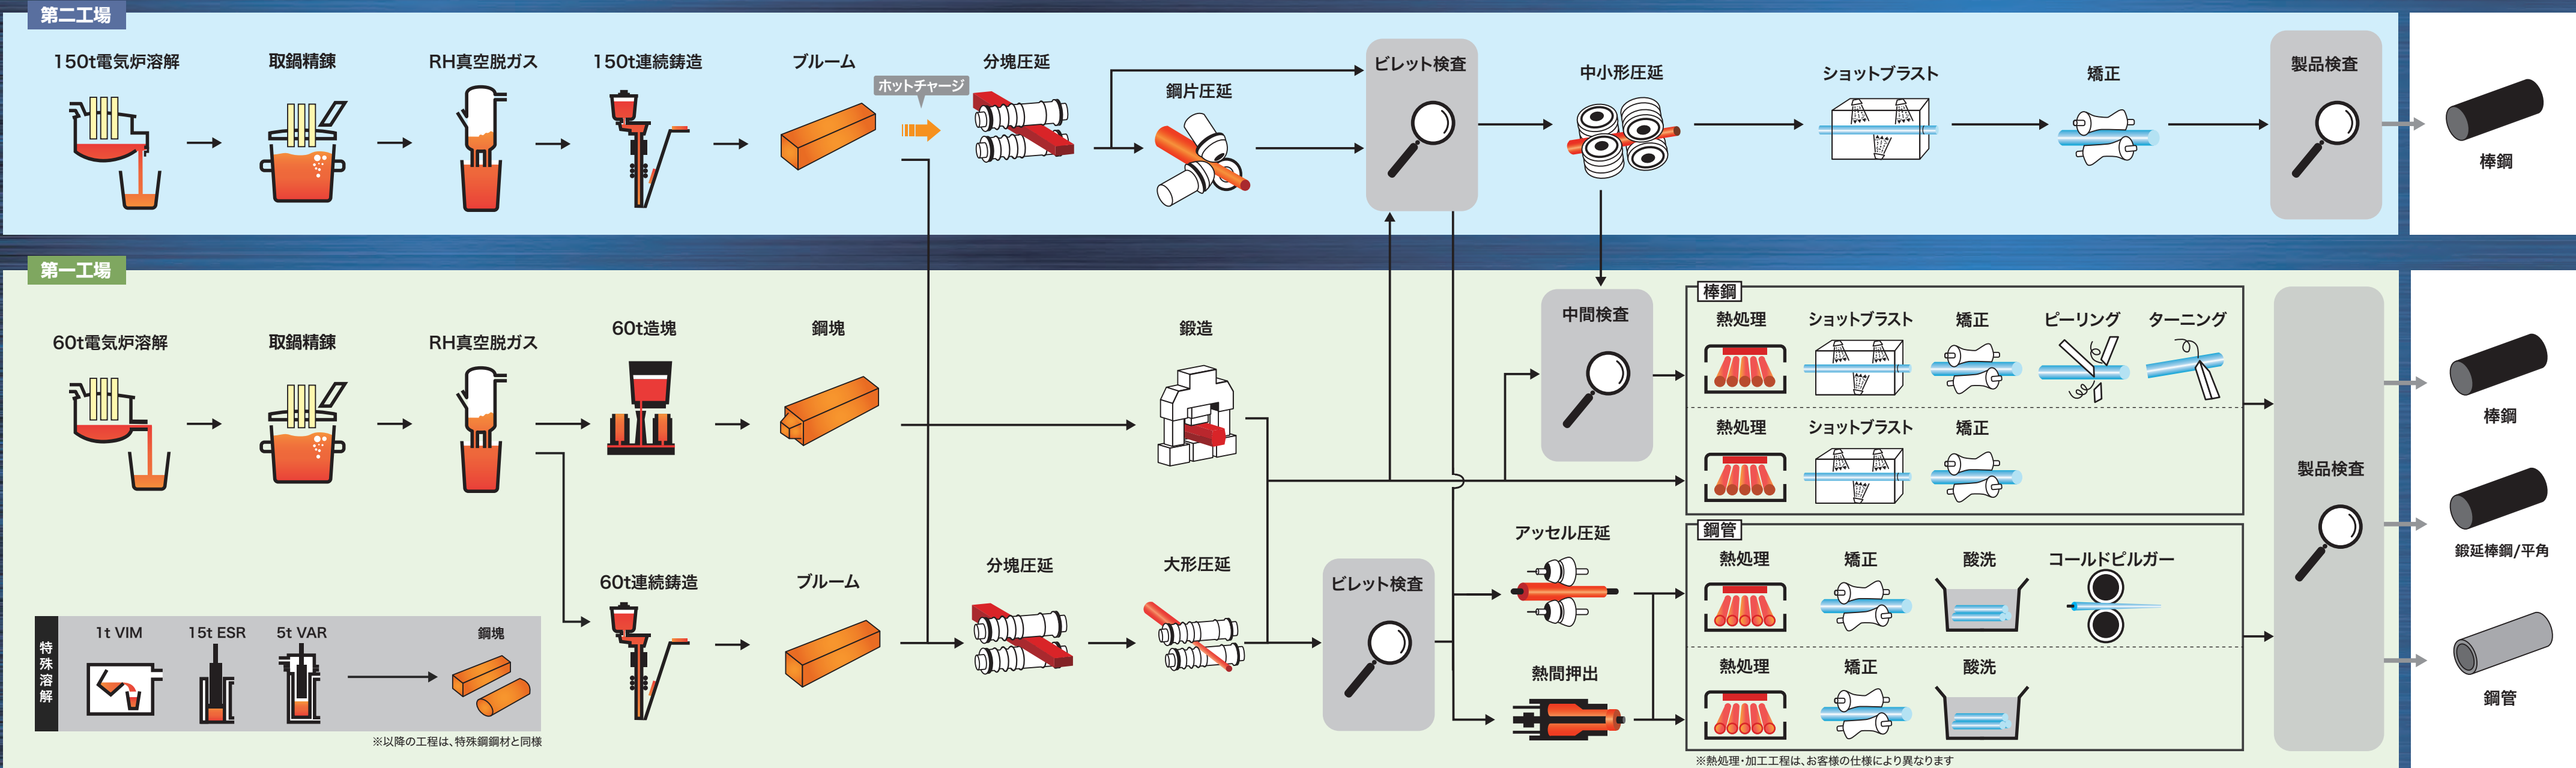 第二工場
150t電気炉溶解
取鍋精錬
RH真空脱ガス
150t連続鋳造
ブルーム
ホットチャージ
分塊圧延
鋼片圧延
ビレット検査
中小形圧延
ショットブラスト
矯正
製品検査
棒鋼
第一工場
60t電気炉溶解
取鍋精錬
RH真空脱ガス
60t造塊
鋼塊
鍛造
中間検査
棒鋼
熱処理
ショットブラスト
矯正
ピーリング
ターニング
熱処理
ショットブラスト
矯正
60t連続鋳造
ブルーム
分塊圧延
大形圧延
ビレット検査
アッセル圧延
熱間押出
鋼管
熱処理
矯正
酸洗
コールドピルガー
熱処理
矯正
酸洗
※熱処理・加工工程は、お客様の仕様により異なります
製品検査
棒鋼
鍛延棒鋼/平角
鋼管
特殊溶解
1t VIM
15t ESR
5t VAR
鋼塊
※以降の工程は、特殊鋼鋼材と同様